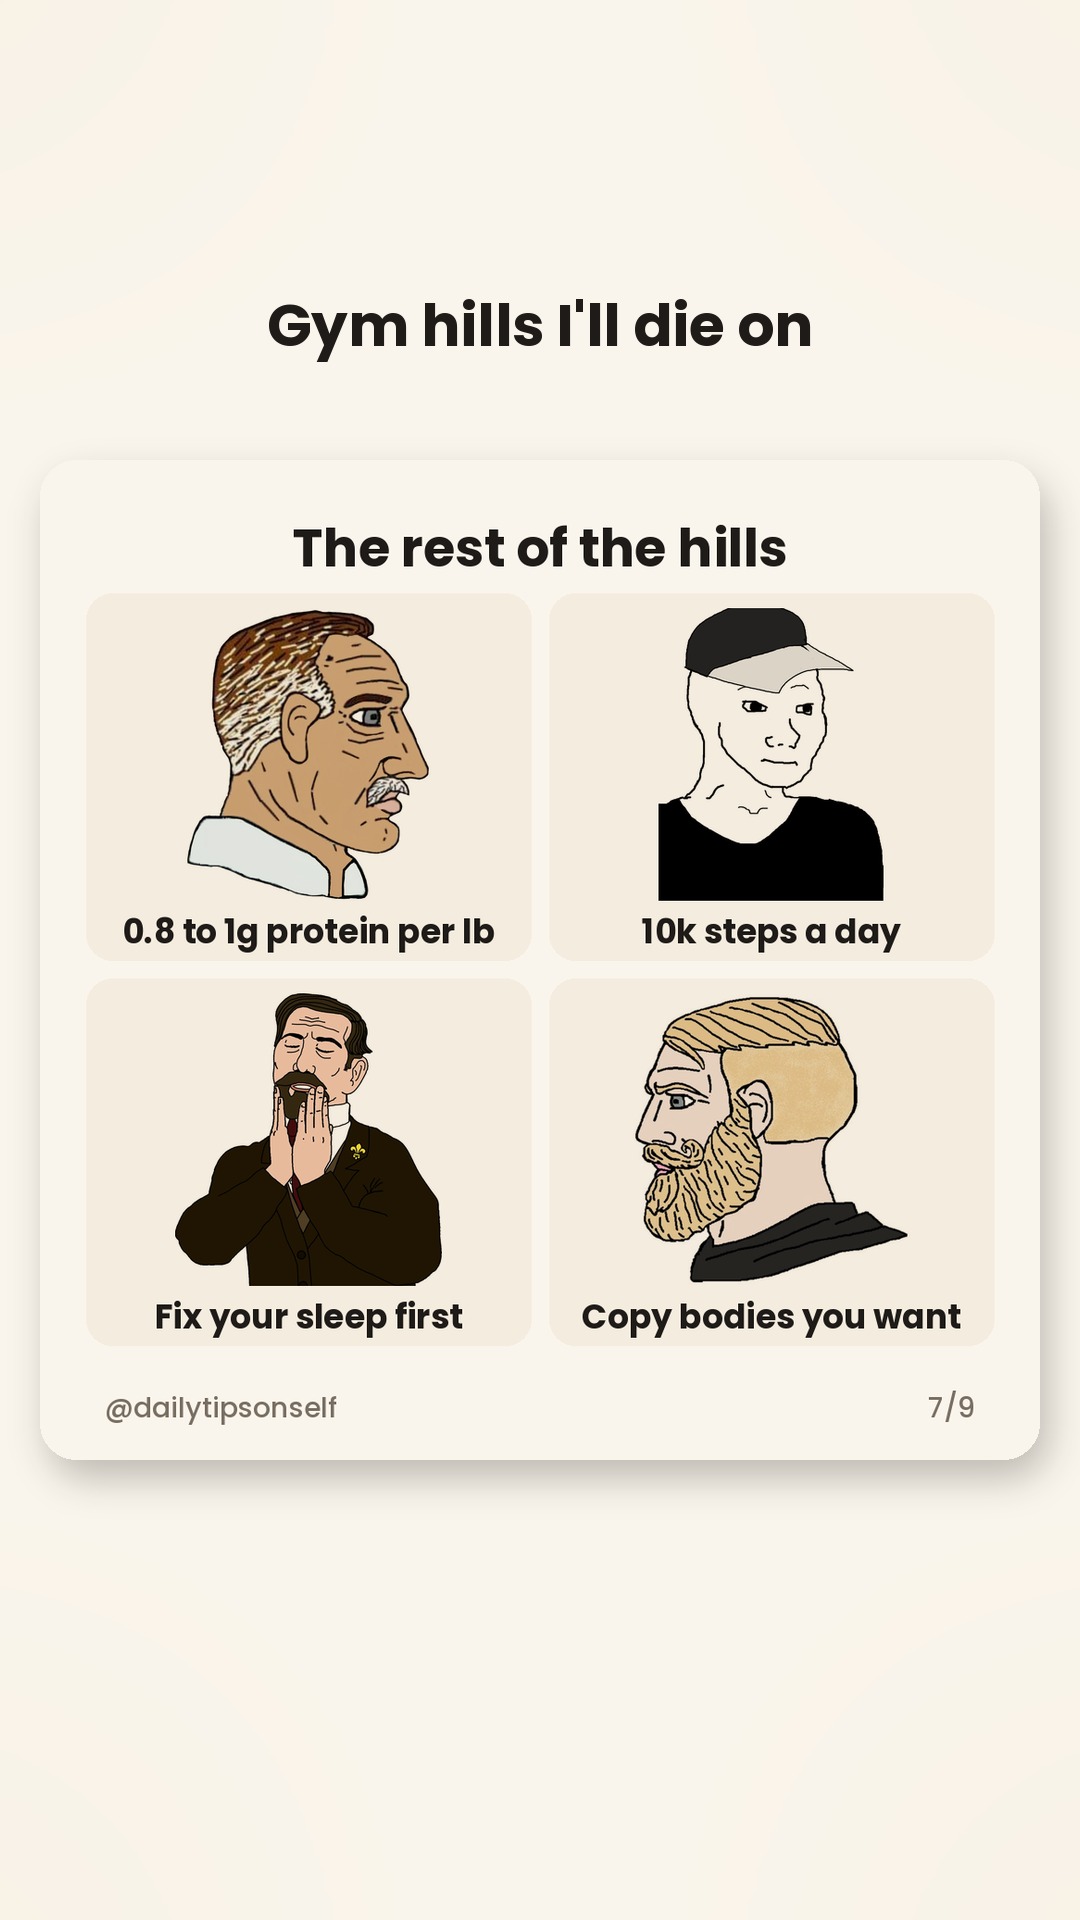 Gym hills I'll die on
The rest of the hills
0.8 to 1g protein per lb
10k steps a day
Fix your sleep first
Copy bodies you want
@dailytipsonself
7/9